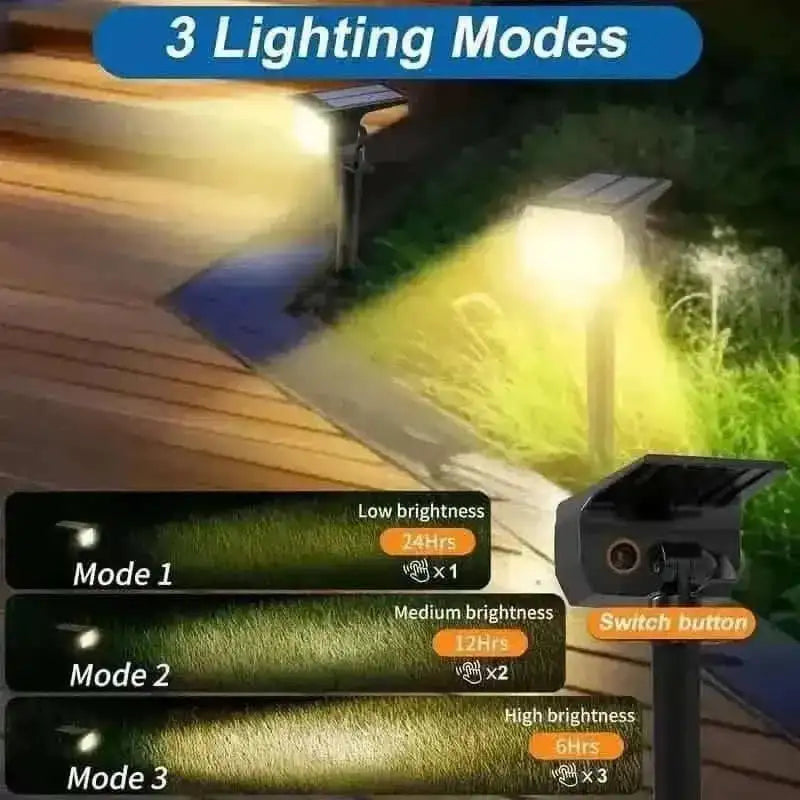 3 Lighting Modes
Low brightness
24Hrs
x 1
Mode 1
Medium brightness
12Hrs
x2
Mode 2
High brightness
6Hrs
x 3
Mode 3
Switch button